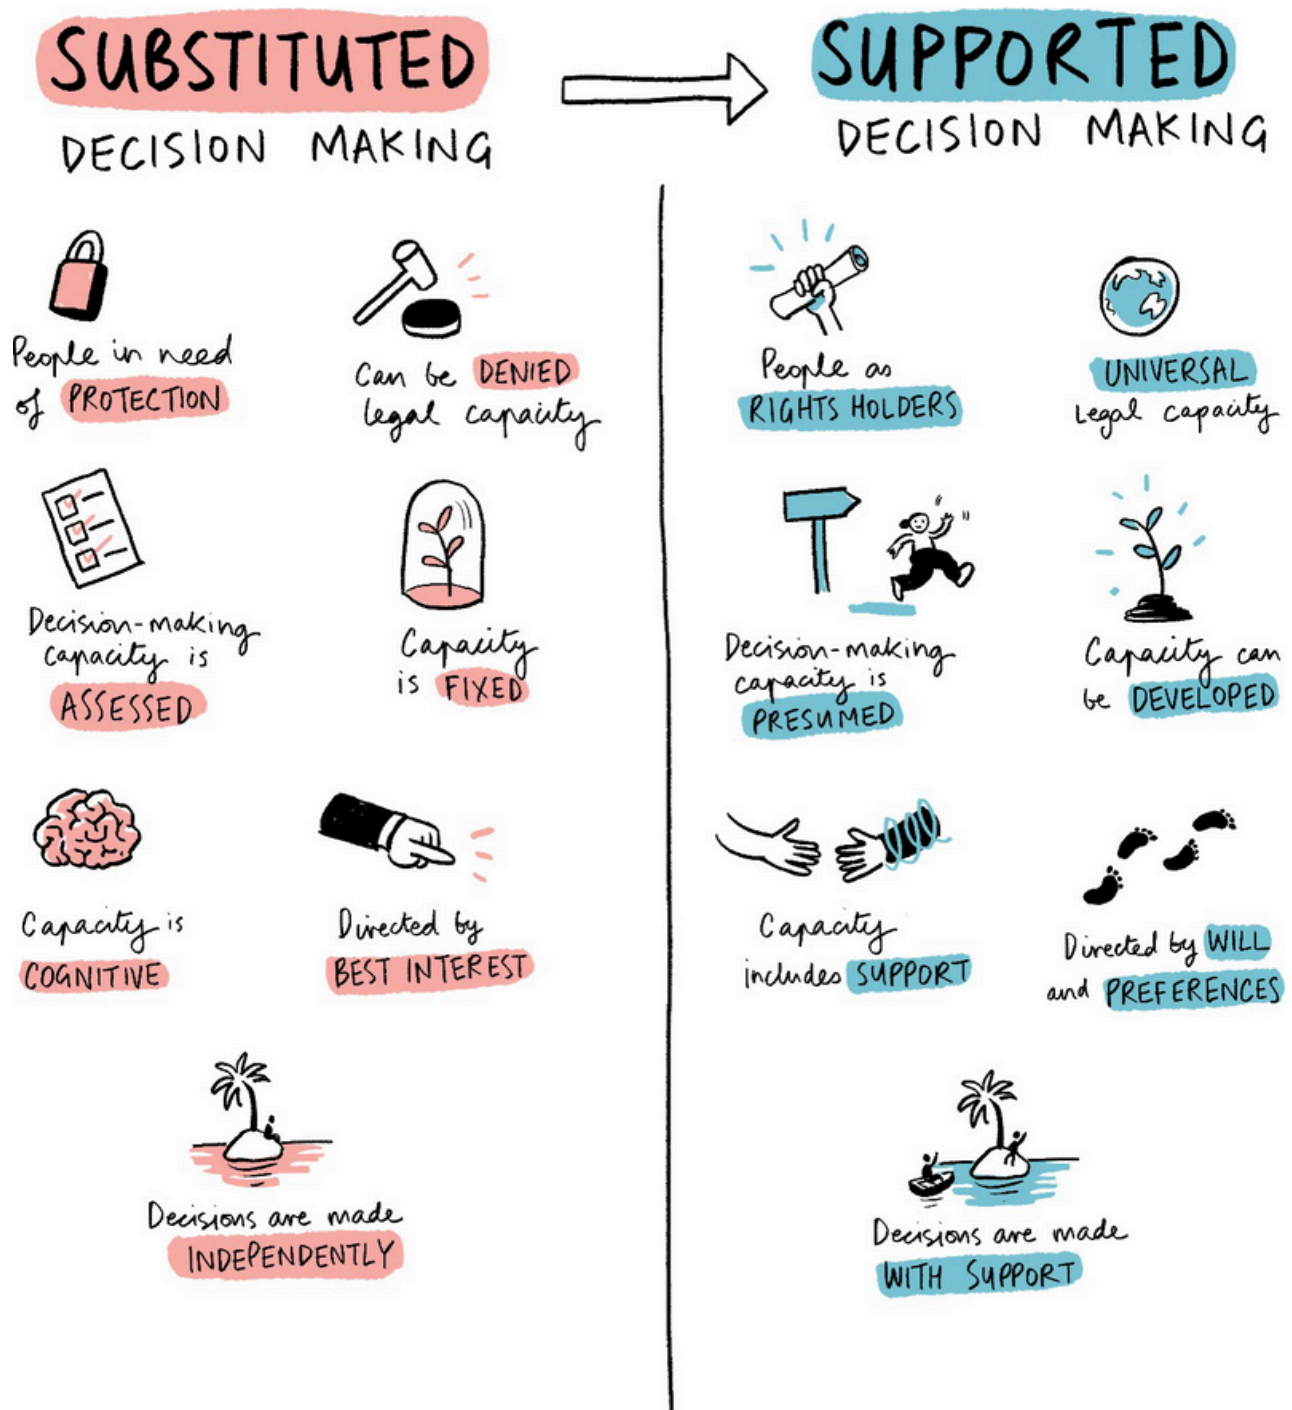 SUBSTITUTED
DECISION MAKING
People in need
of PROTECTION
Can be DENIED
legal capacity
Decision-making
capacity is
ASSESSED
Capacity
is FIXED
Capacity is
COGNITIVE
Directed by
BEST INTEREST
Decisions are made
INDEPENDENTLY
SUPPORTED
DECISION MAKING
People as
RIGHTS HOLDERS
UNIVERSAL
legal capacity
Decision-making
capacity is
PRESUMED
Capacity can
be DEVELOPED
Capacity
includes SUPPORT
Directed by WILL
and PREFERENCES
Decisions are made
WITH SUPPORT